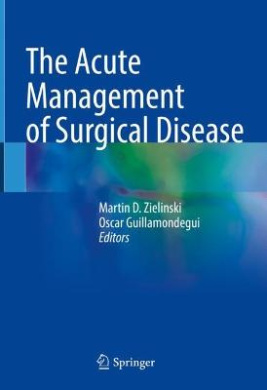 The Acute
Management
of Surgical Disease
Martin D. Zielinski
Oscar Guillamondegui
Editors
Springer